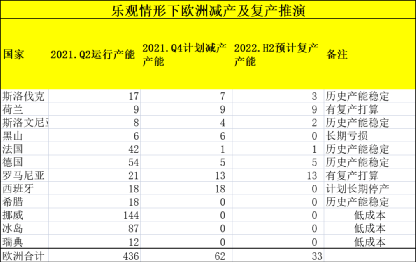 乐观情形下欧洲减产及复产推演
国家 2021.Q2运行产能 2021.Q4计划减产产能 2022.H2预计复产产能 备注
斯洛伐克 17 7 3 历史产能稳定
荷兰 9 9 9 有复产打算
斯洛文尼亚 8 4 2 历史产能稳定
黑山 6 6 0 长期亏损
法国 42 1 1 历史产能稳定
德国 54 5 5 历史产能稳定
罗马尼亚 21 13 13 有复产打算
西班牙 18 18 0 计划长期停产
希腊 18 0 0 历史产能稳定
挪威 144 0 0 低成本
冰岛 87 0 0 低成本
瑞典 12 0 0 低成本
欧洲合计 436 62 33